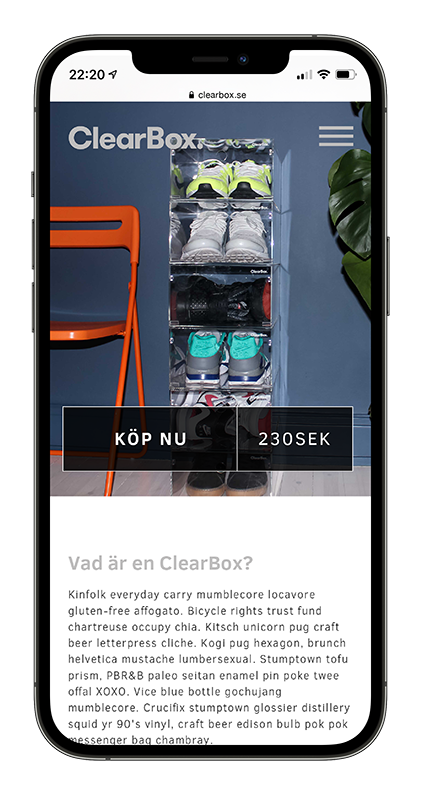 22:20
clearbox.se
ClearBox.
ClearBox.
KÖP NU 230SEK
Vad är en ClearBox?
Kinfolk everyday carry mumblecore locavore
gluten-free affogato. Bicycle rights trust fund
chartreuse occupy chia. Kitsch unicorn pug craft
beer letterpress cliche. Kogi pug hexagon, brunch
helvetica mustache lumbersexual. Stumptown tofu
prism, PBR&B paleo seitan enamel pin poke twee
offal XOXO. Vice blue bottle gochujang
mumblecore. Crucifix stumptown glossier distillery
squid yr 90's vinyl, craft beer edison bulb pok pok
messenger bag chambray.